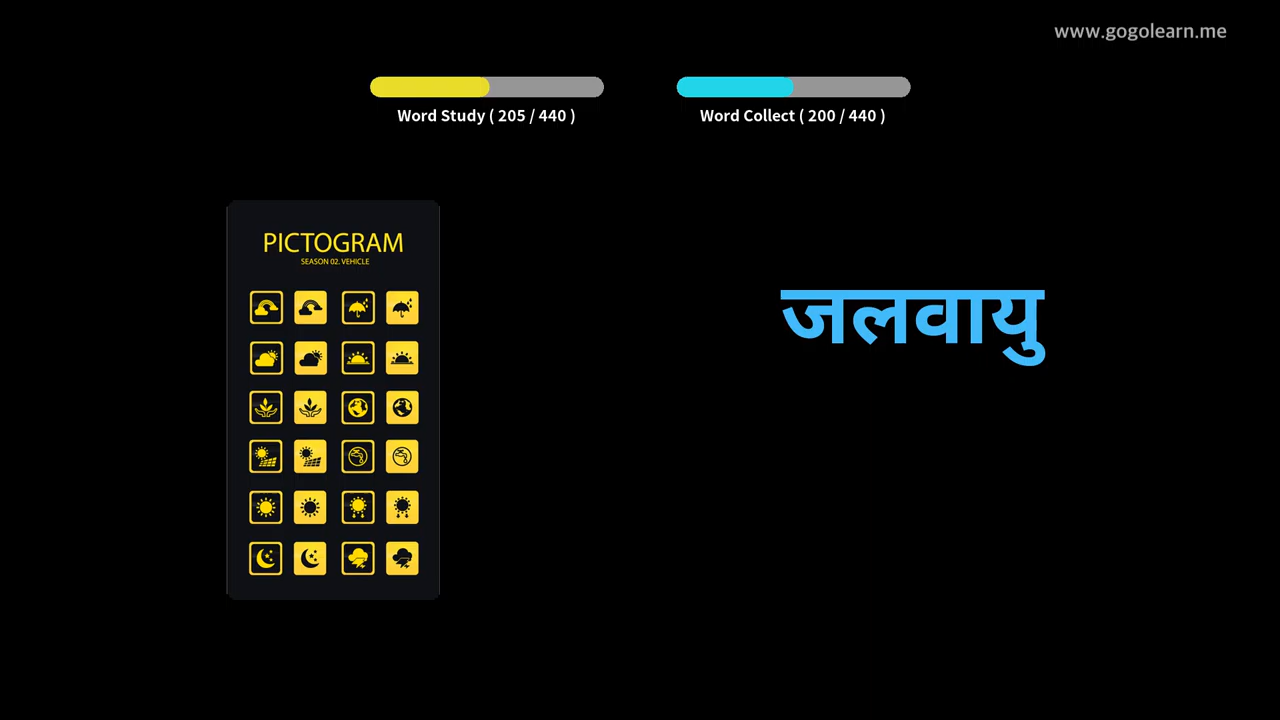 www.gogolearn.me
Word Study ( 205 / 440 )
Word Collect ( 200 / 440 )
PICTOGRAM
SEASON 02. VEHICLE
जलवायु